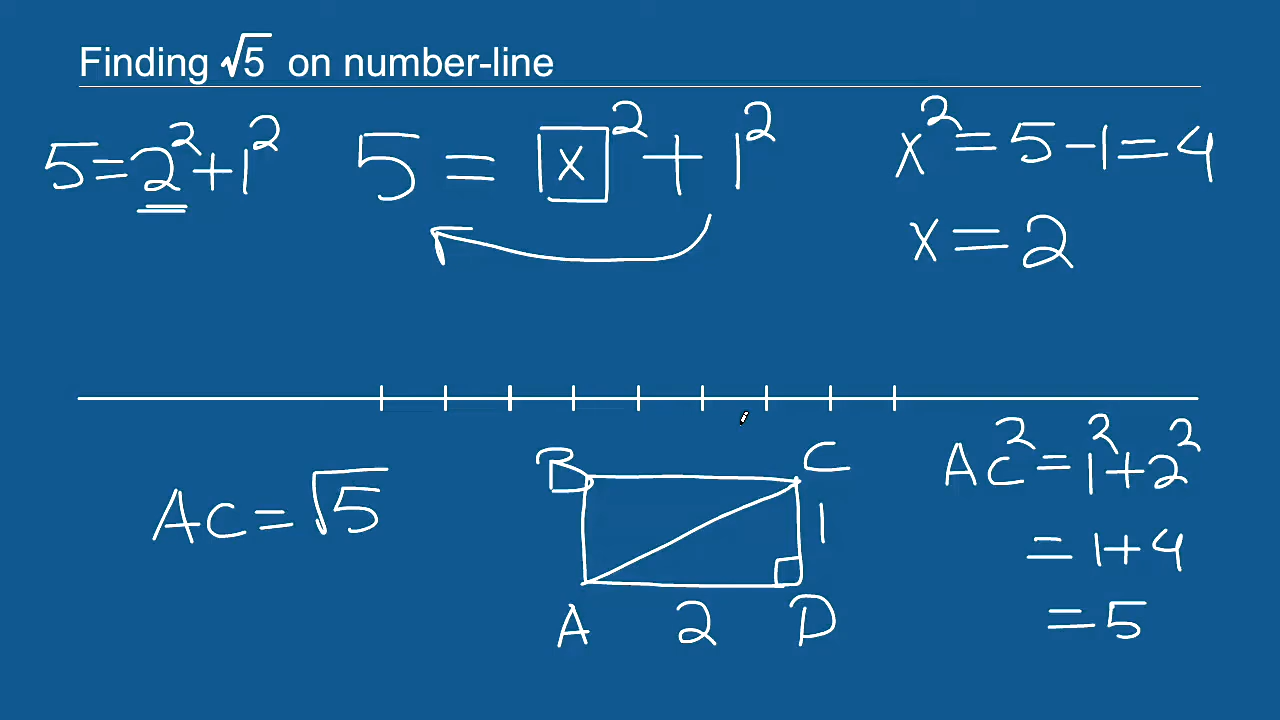 Finding √5 on number-line
5=2²+1² 5 = x² + 1² x² = 5-1=4
x = 2
B C
AC = √5 1 AC² = 1²+2²
= 1+4
A 2 D = 5